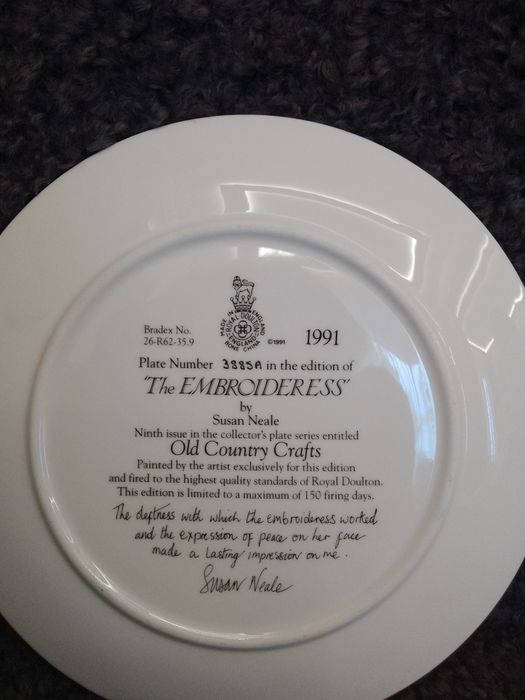 MADE IN ENGLAND
ROYAL DOULTON
ENGLAND
BONE CHINA
Bradex No.
26-R62-35.9
©1991
1991
Plate Number 3885A in the edition of
'The EMBROIDERESS'
by
Susan Neale
Ninth issue in the collector's plate series entitled
Old Country Crafts
Painted by the artist exclusively for this edition
and fired to the highest quality standards of Royal Doulton.
This edition is limited to a maximum of 150 firing days.
The deftness with which the embroideress worked
and the expression of peace on her face
made a lasting impression on me.
Susan Neale